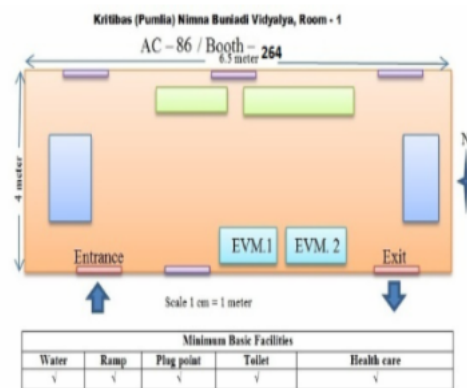 Kritibas (Pumlia) Nimna Buniadi Vidyalya, Room - 1
AC – 86 / Booth – 264
6.5 meter
4 meter
N
EVM.1
EVM. 2
Entrance
Exit
Scale 1 cm = 1 meter
Minimum Basic Facilities
Water Ramp Plug point Toilet Health care
√ √ √ √ √